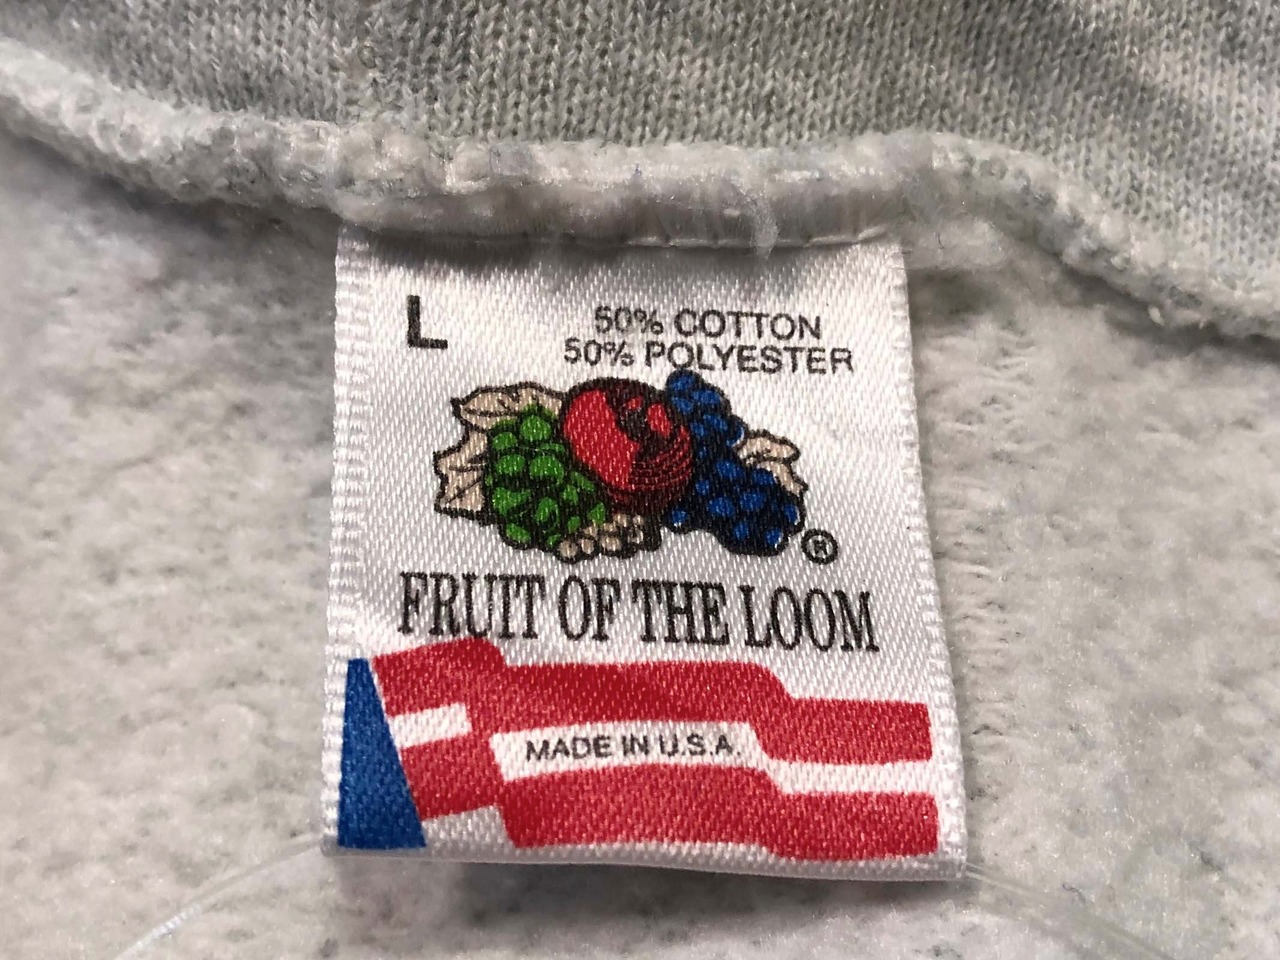 L
50% COTTON
50% POLYESTER
®
FRUIT OF THE LOOM
MADE IN U.S.A.